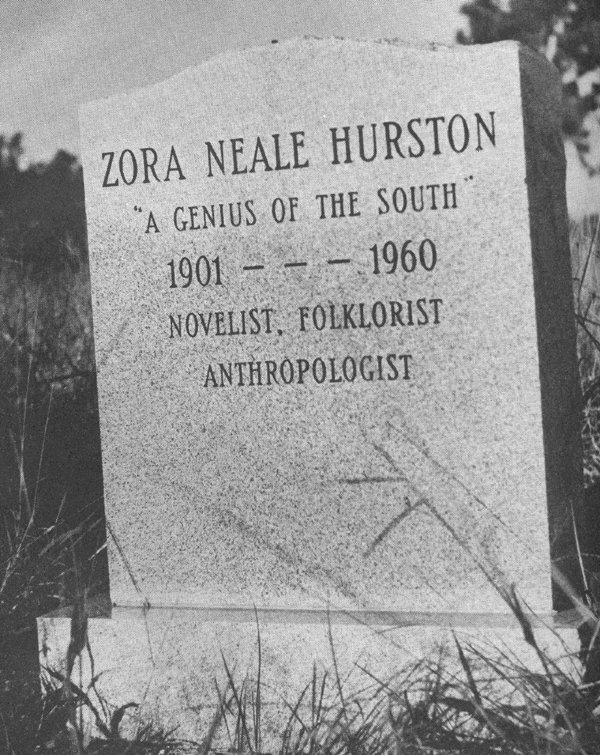 ZORA NEALE HURSTON
"A GENIUS OF THE SOUTH"
1901 – – – 1960
NOVELIST, FOLKLORIST
ANTHROPOLOGIST